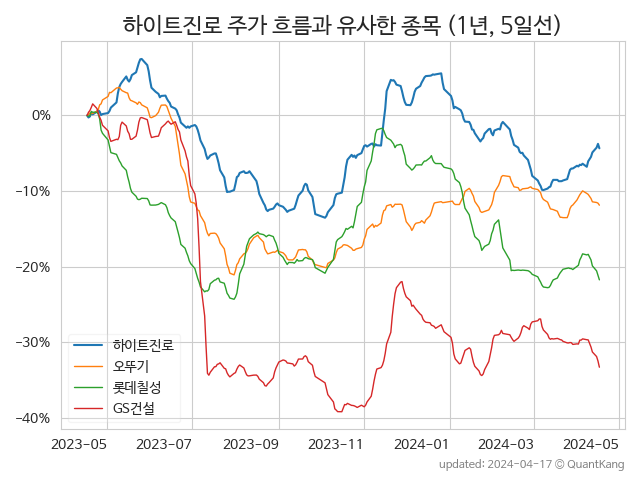 하이트진로 주가 흐름과 유사한 종목 (1년, 5일선)
0%
−10%
−20%
−30%
−40%
하이트진로
오뚜기
롯데칠성
GS건설
2023-05 2023-07 2023-09 2023-11 2024-01 2024-03 2024-05
updated: 2024-04-17 © QuantKang